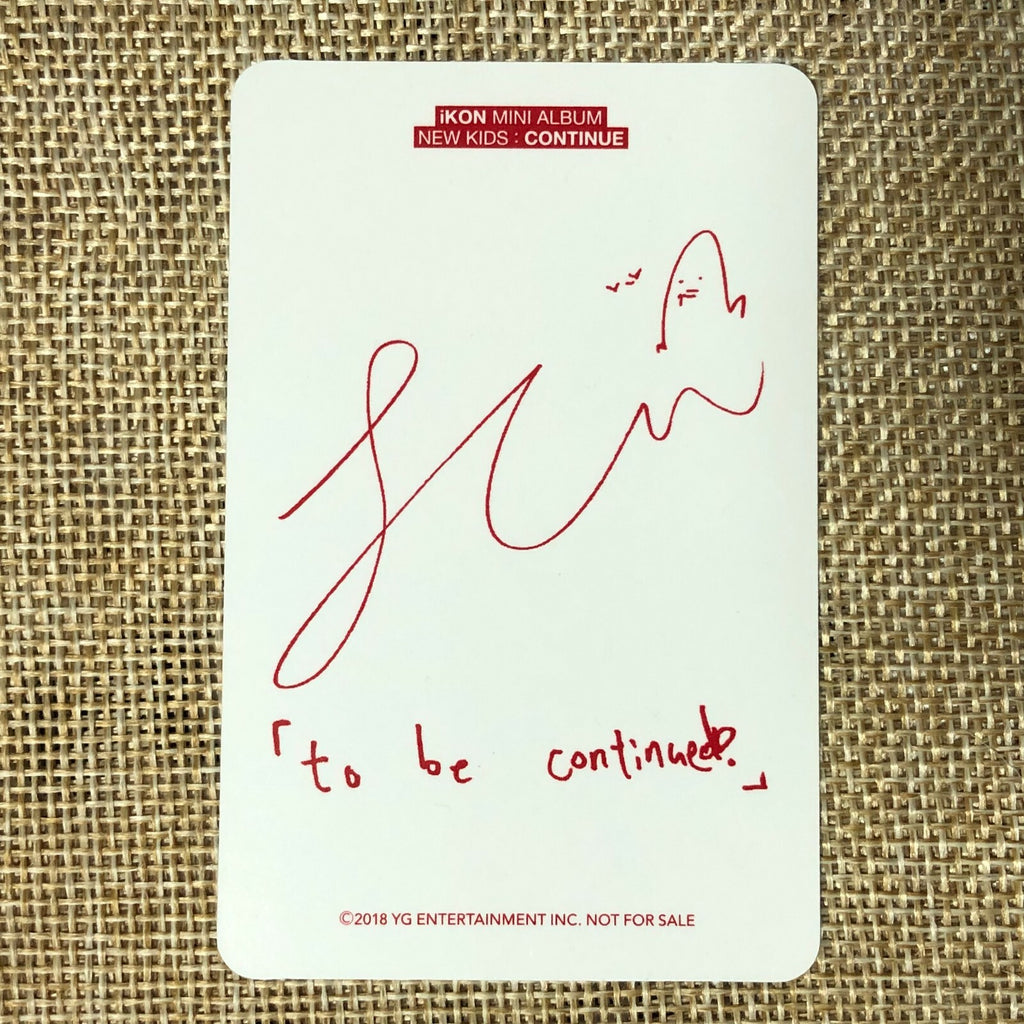 iKON MINI ALBUM
NEW KIDS : CONTINUE
「to be continued.」
©2018 YG ENTERTAINMENT INC. NOT FOR SALE